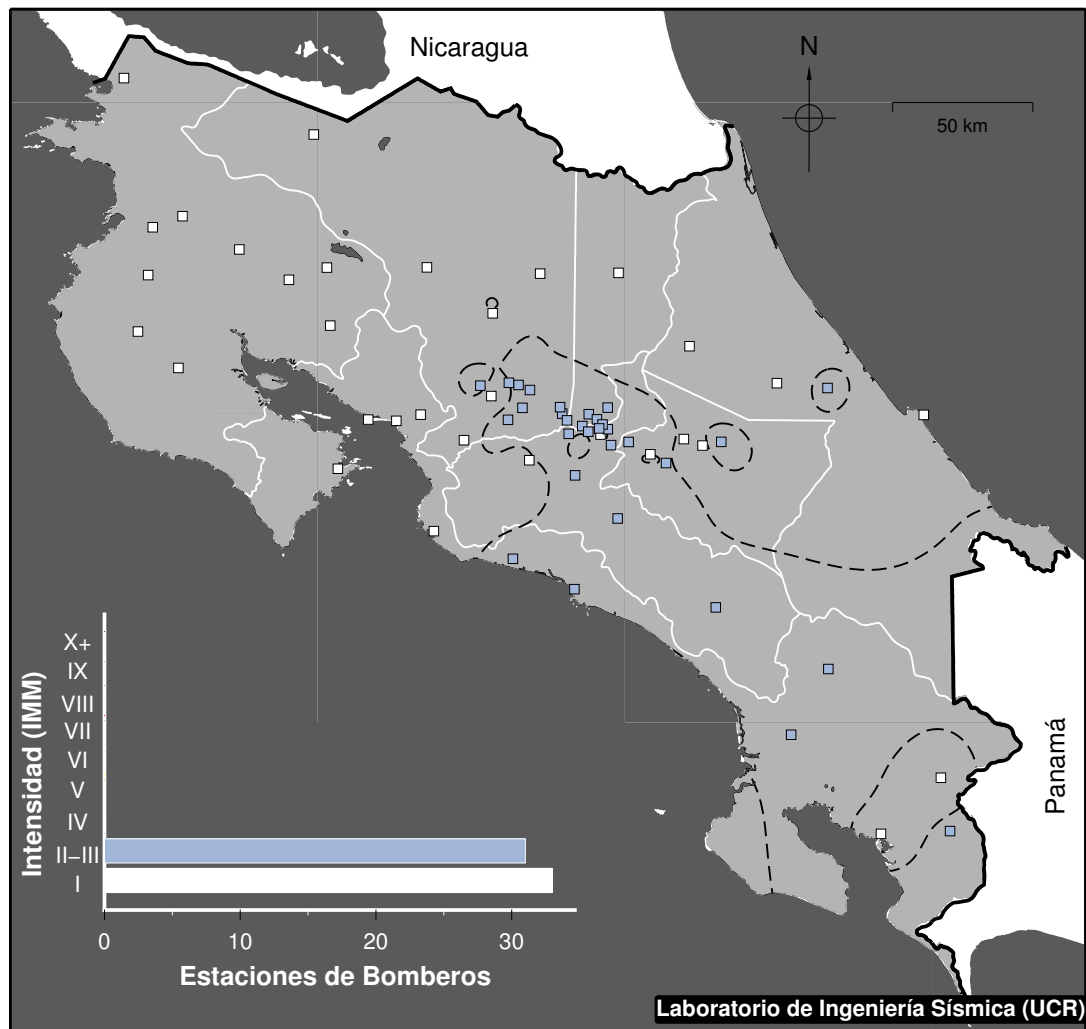 Nicaragua
N
50 km
Panamá
Intensidad (IMM)
X+
IX
VIII
VII
VI
V
IV
II–III
I
0 10 20 30
Estaciones de Bomberos
Laboratorio de Ingeniería Sísmica (UCR)